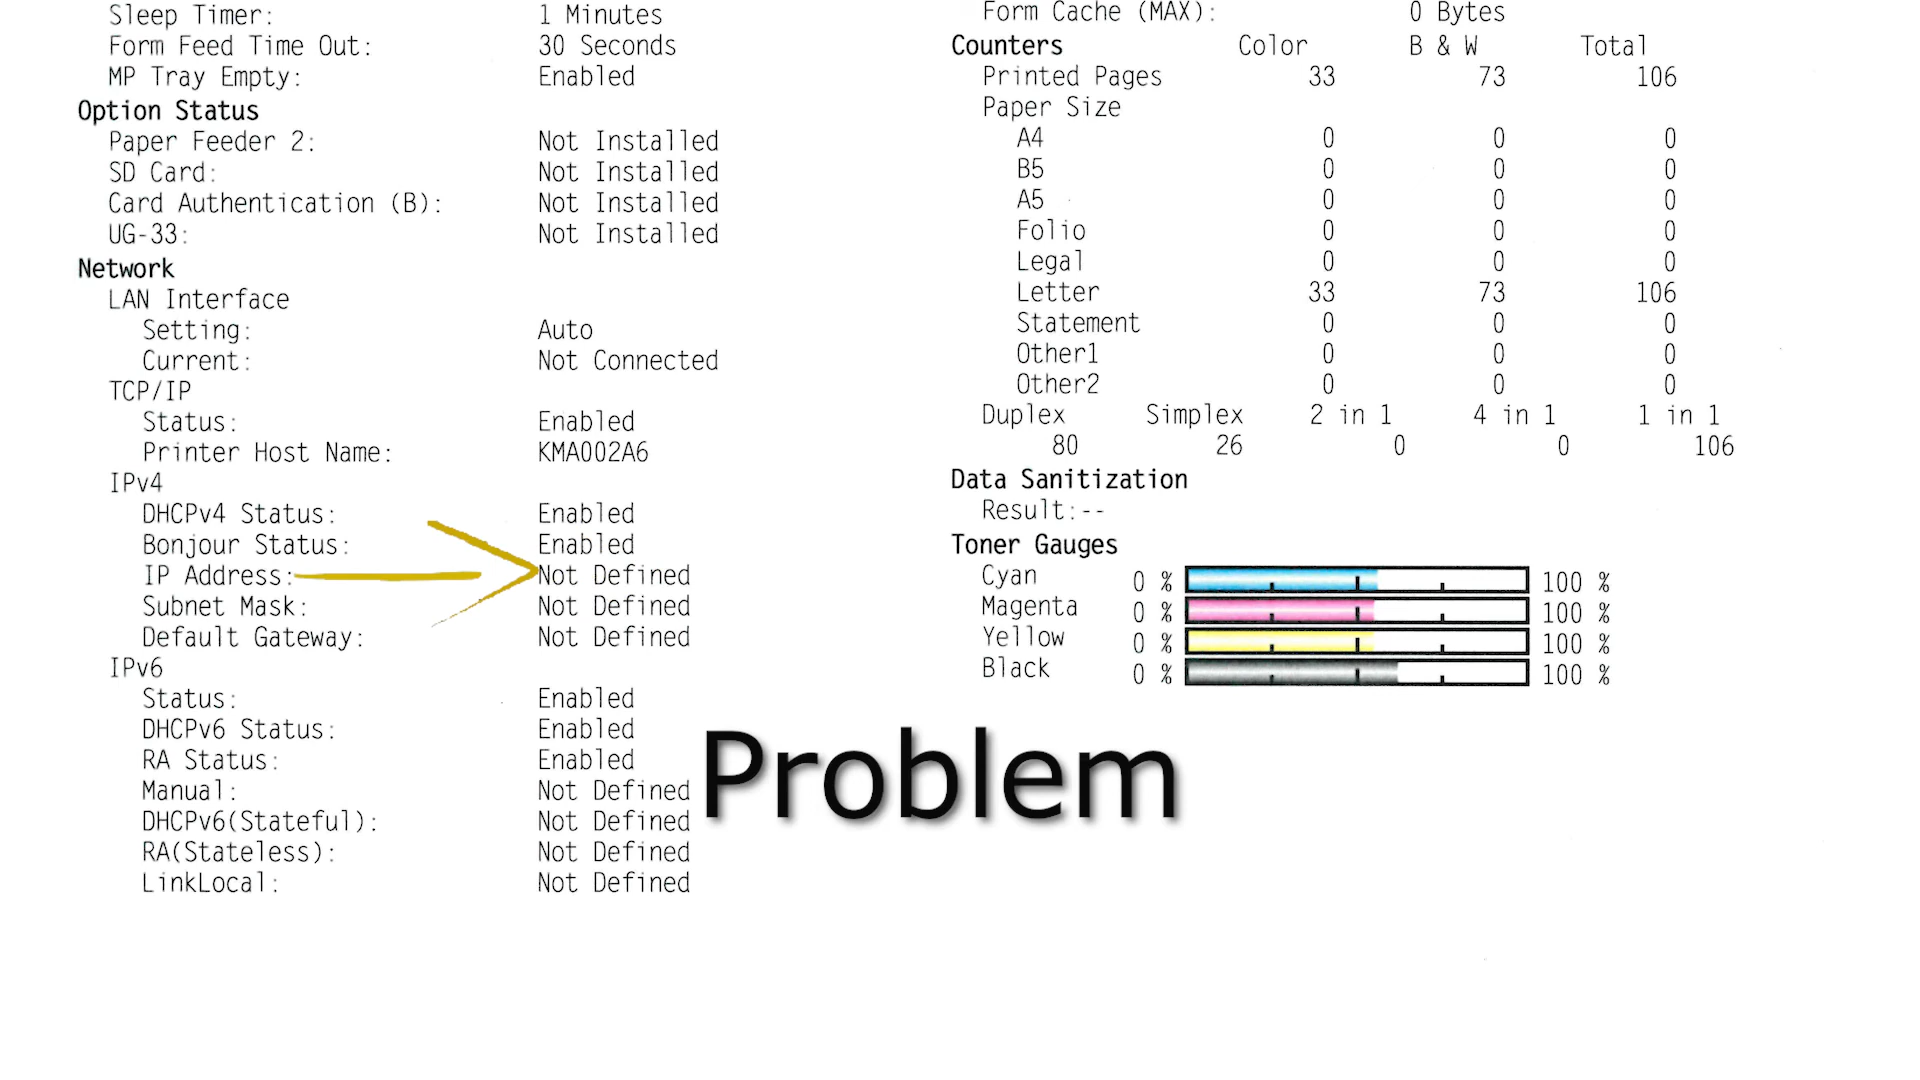 Sleep Timer: 1 Minutes
Form Feed Time Out: 30 Seconds
MP Tray Empty: Enabled
Option Status
Paper Feeder 2: Not Installed
SD Card: Not Installed
Card Authentication (B): Not Installed
UG-33: Not Installed
Network
LAN Interface
Setting: Auto
Current: Not Connected
TCP/IP
Status: Enabled
Printer Host Name: KMA002A6
IPv4
DHCPv4 Status: Enabled
Bonjour Status: Enabled
IP Address: Not Defined
Subnet Mask: Not Defined
Default Gateway: Not Defined
IPv6
Status: Enabled
DHCPv6 Status: Enabled
RA Status: Enabled
Manual: Not Defined
DHCPv6(Stateful): Not Defined
RA(Stateless): Not Defined
LinkLocal: Not Defined
Form Cache (MAX): 0 Bytes
Counters Color B & W Total
Printed Pages 33 73 106
Paper Size
A4 0 0 0
B5 0 0 0
A5 0 0 0
Folio 0 0 0
Legal 0 0 0
Letter 33 73 106
Statement 0 0 0
Other1 0 0 0
Other2 0 0 0
Duplex Simplex 2 in 1 4 in 1 1 in 1
80 26 0 0 106
Data Sanitization
Result:--
Toner Gauges
Cyan 0 % 100 %
Magenta 0 % 100 %
Yellow 0 % 100 %
Black 0 % 100 %
Problem